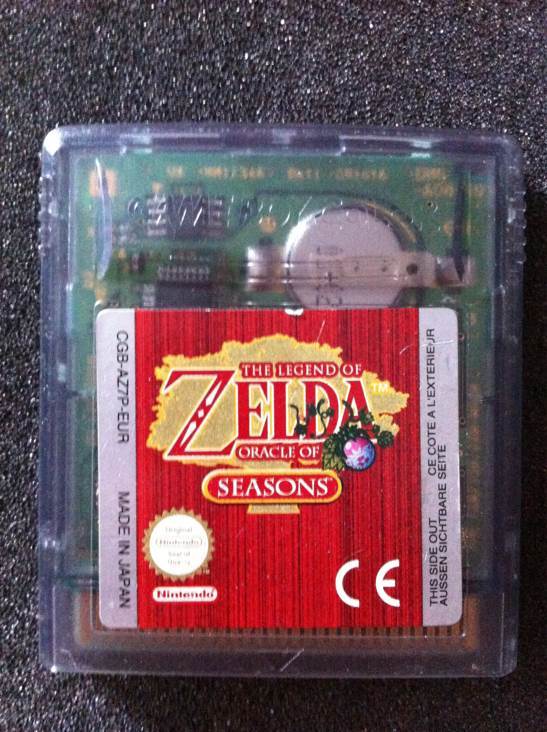 THE LEGEND OF
ZELDA
TM
ORACLE OF
SEASONS
CGB-AZ7P-EUR
MADE IN JAPAN
Original
Nintendo
Seal of
Nintendo
CE
THIS SIDE OUT
CE COTE A L'EXTERIEUR
AUSSEN SICHTBARE SEITE